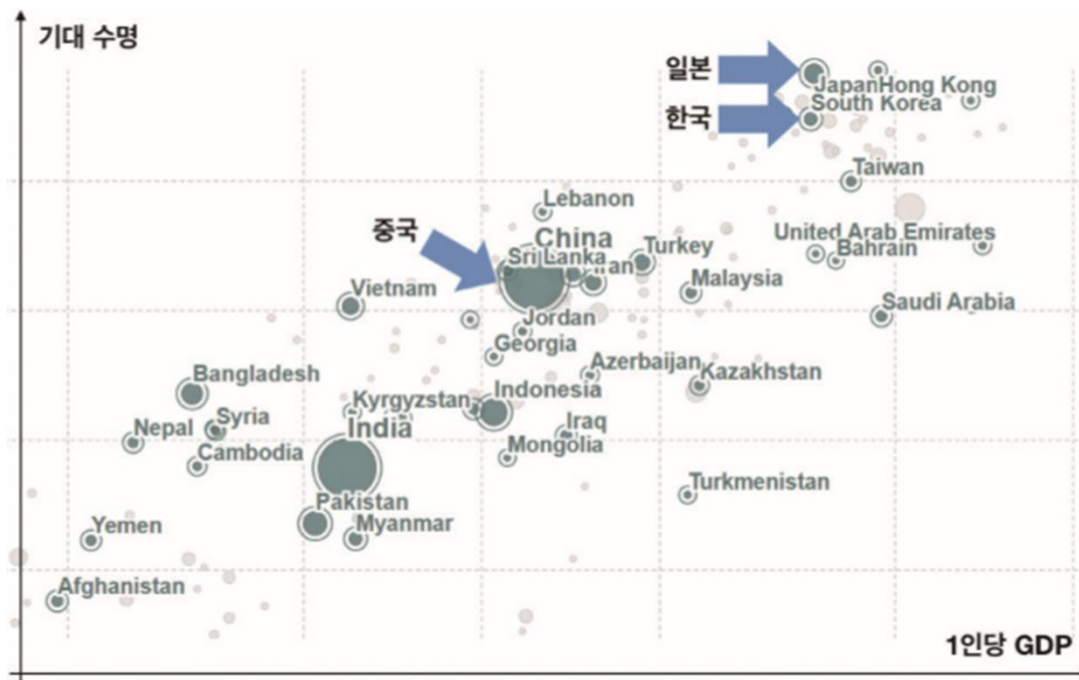 기대 수명
일본
JapanHong Kong
South Korea
한국
Taiwan
Lebanon
중국
China
United Arab Emirates
Turkey
Bahrain
Sri Lanka
Iran
Malaysia
Vietnam
Saudi Arabia
Jordan
Georgia
Azerbaijan
Kazakhstan
Bangladesh
Indonesia
Kyrgyzstan
Syria
Iraq
Nepal
India
Mongolia
Cambodia
Turkmenistan
Pakistan
Yemen
Myanmar
Afghanistan
1인당 GDP